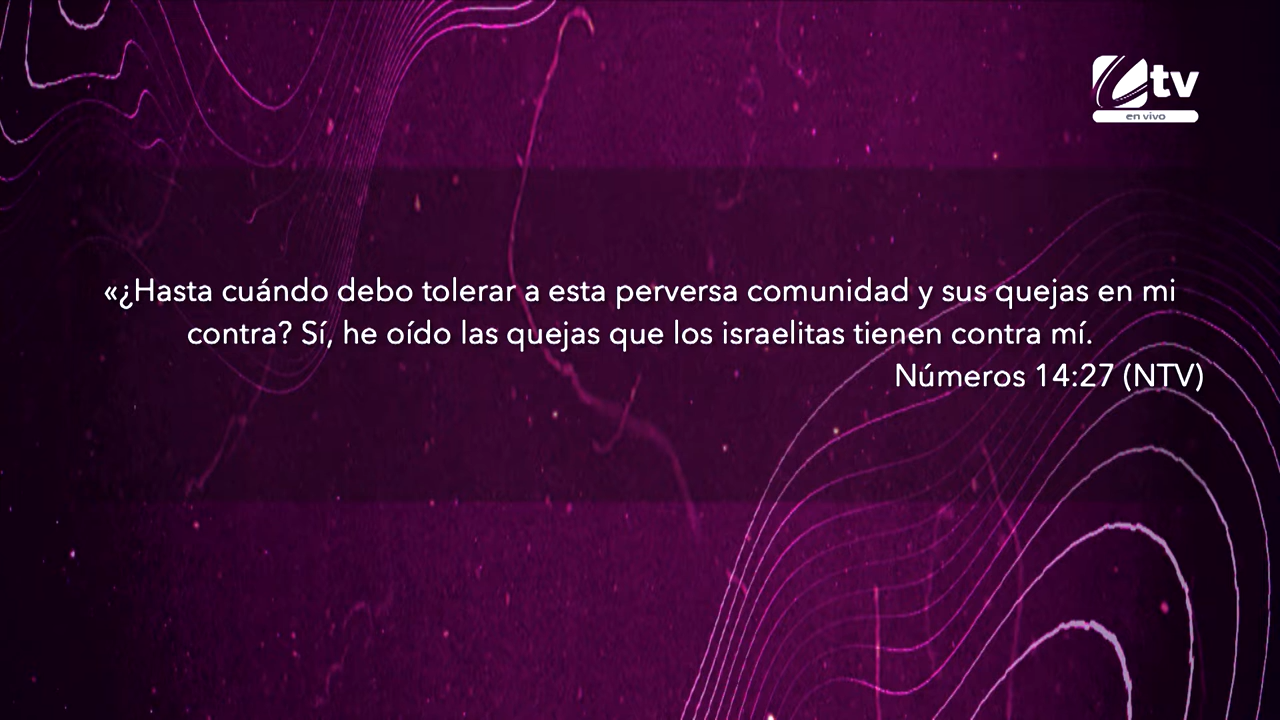 tv
en vivo
«¿Hasta cuándo debo tolerar a esta perversa comunidad y sus quejas en mi
contra? Sí, he oído las quejas que los israelitas tienen contra mí.
Números 14:27 (NTV)